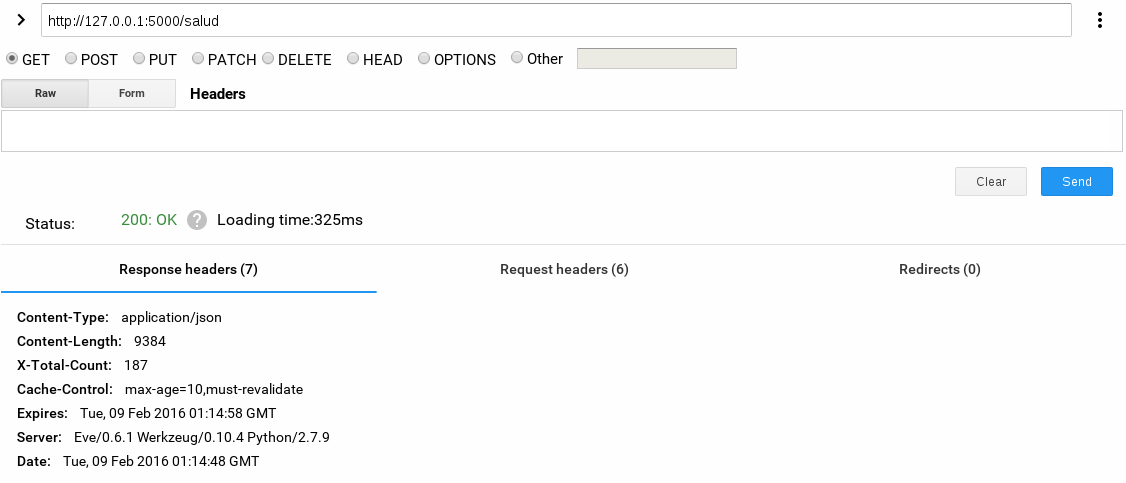 http://127.0.0.1:5000/salud
GET POST PUT PATCH DELETE HEAD OPTIONS Other
Raw Form Headers
Clear Send
Status: 200: OK ? Loading time:325ms
Response headers (7) Request headers (6) Redirects (0)
Content-Type: application/json
Content-Length: 9384
X-Total-Count: 187
Cache-Control: max-age=10,must-revalidate
Expires: Tue, 09 Feb 2016 01:14:58 GMT
Server: Eve/0.6.1 Werkzeug/0.10.4 Python/2.7.9
Date: Tue, 09 Feb 2016 01:14:48 GMT